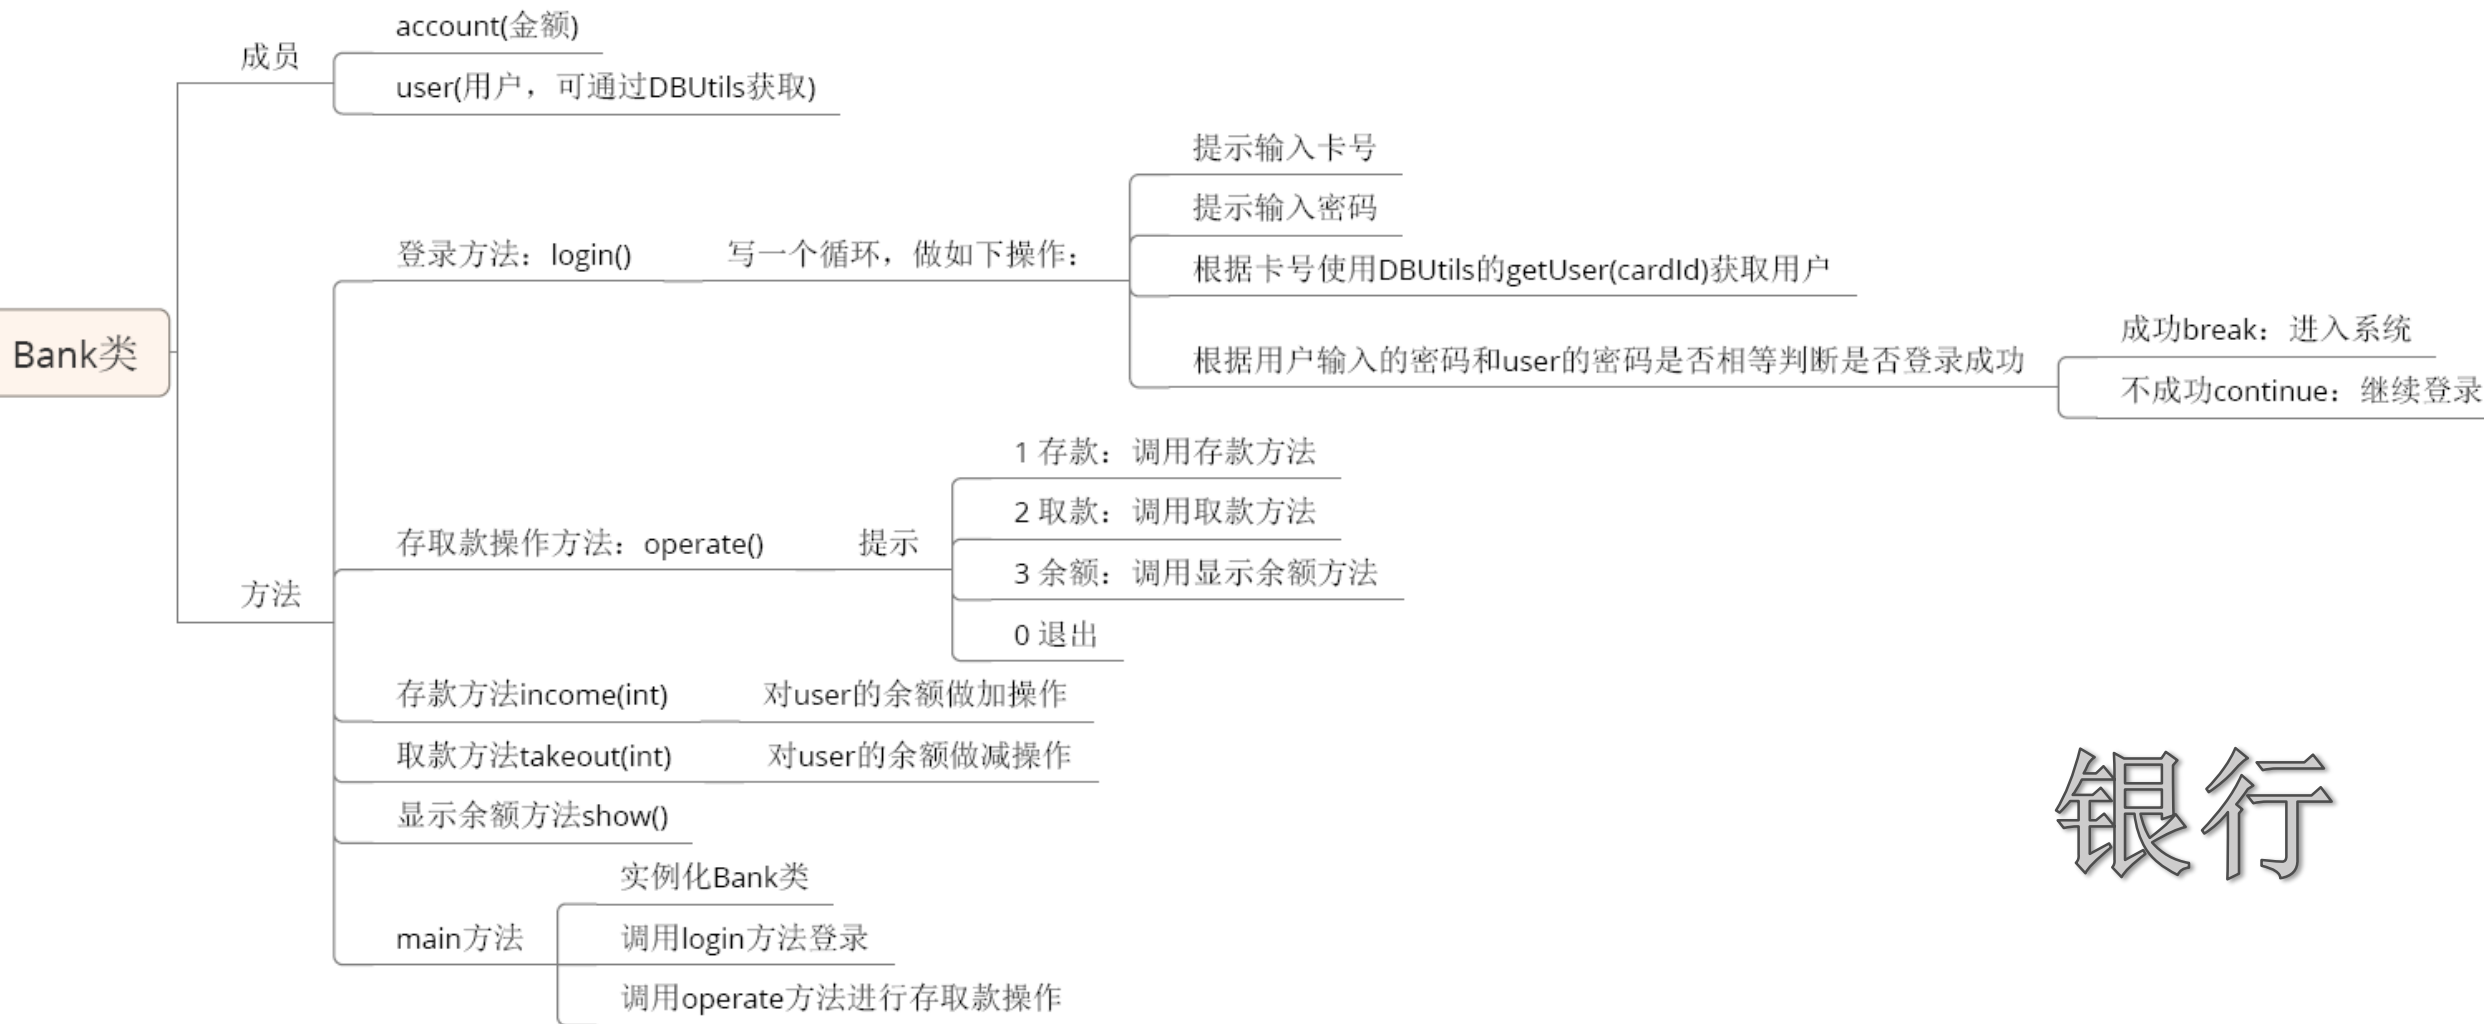 account(金额)
成员
user(用户，可通过DBUtils获取)
提示输入卡号
提示输入密码
登录方法：login()
写一个循环，做如下操作：
根据卡号使用DBUtils的getUser(cardId)获取用户
成功break：进入系统
Bank类
根据用户输入的密码和user的密码是否相等判断是否登录成功
不成功continue：继续登录
1 存款：调用存款方法
2 取款：调用取款方法
存取款操作方法：operate()
提示
3 余额：调用显示余额方法
方法
0 退出
存款方法income(int)
对user的余额做加操作
取款方法takeout(int)
对user的余额做减操作
显示余额方法show()
实例化Bank类
main方法
调用login方法登录
调用operate方法进行存取款操作
银行